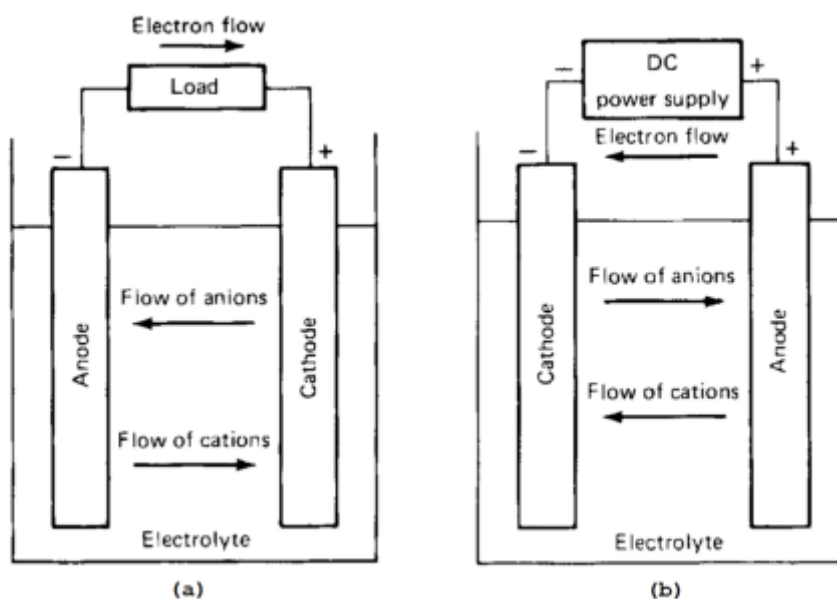 Electron flow
Load
−
+
Anode
Flow of anions
Flow of cations
Cathode
Electrolyte
(a)
−
DC
power supply
+
Electron flow
−
+
Cathode
Flow of anions
Flow of cations
Anode
Electrolyte
(b)